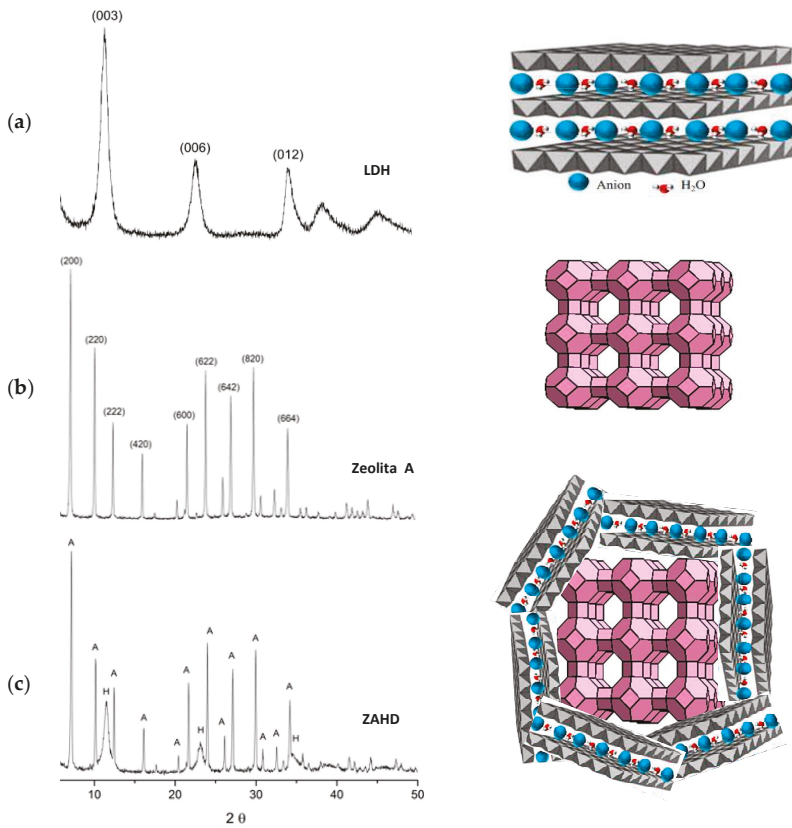 (a)
(003)
(006)
(012)
LDH
Anion
H₂O
(b)
(200)
(220)
(222)
(420)
(600)
(622)
(642)
(820)
(664)
Zeolita A
(c)
A
A
H
A
A
A
A
H
A
A
A
A
A
A
A
H
ZAHD
10
20
30
40
50
2 θ